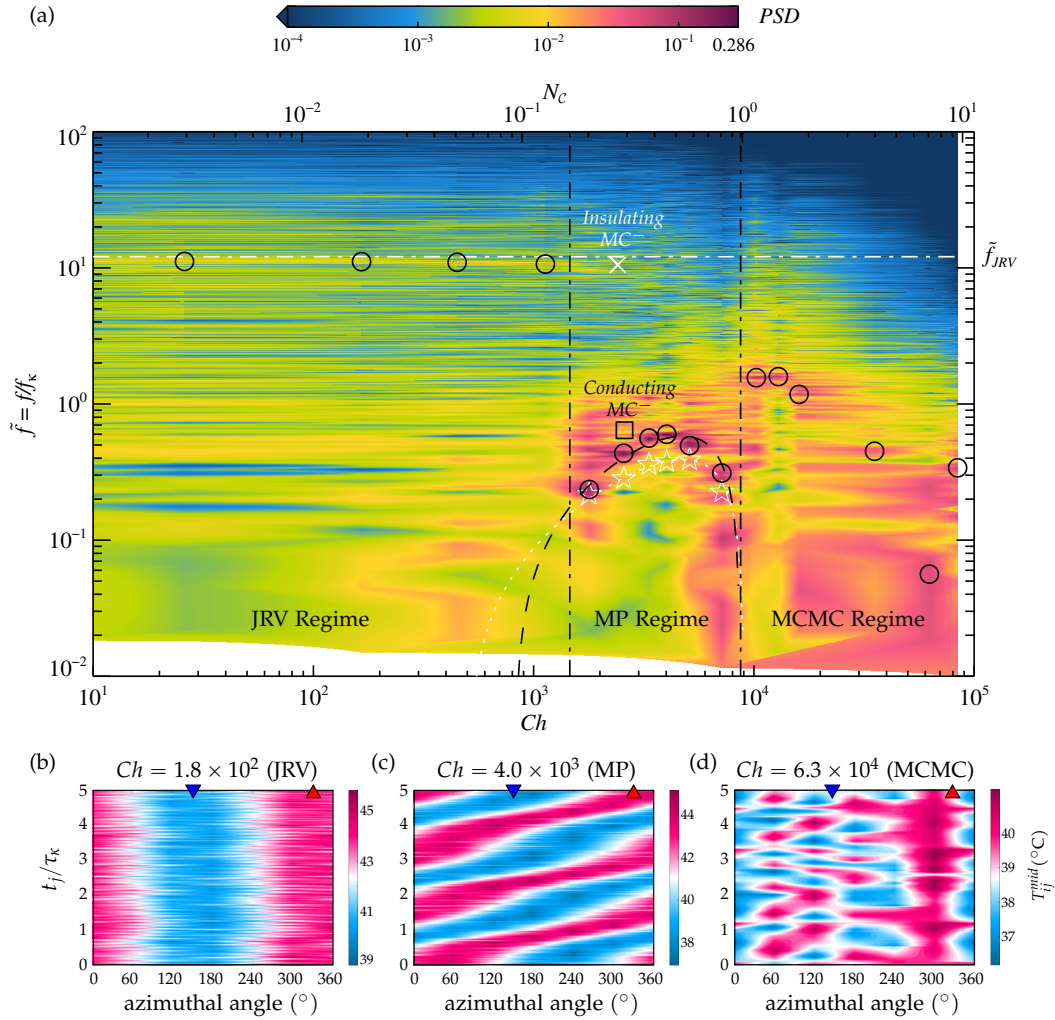 (a)
PSD
10⁻⁴ 10⁻³ 10⁻² 10⁻¹ 0.286
N_C
10⁻² 10⁻¹ 10⁰ 10¹
10² 10¹ 10⁰ 10⁻¹ 10⁻²
f̃ = f/f_κ
Insulating
MC⁻
f̃_JRV
Conducting
MC⁻
JRV Regime MP Regime MCMC Regime
10¹ 10² 10³ 10⁴ 10⁵
Ch
(b) Ch = 1.8 × 10² (JRV)
5 4 3 2 1 0
t_j/τ_κ
0 60 120 180 240 300 360
azimuthal angle (°)
45 43 41 39
(c) Ch = 4.0 × 10³ (MP)
5 4 3 2 1 0
0 60 120 180 240 300 360
azimuthal angle (°)
44 42 40 38
(d) Ch = 6.3 × 10⁴ (MCMC)
5 4 3 2 1 0
0 60 120 180 240 300 360
azimuthal angle (°)
40 39 38 37
T_ij^mid (°C)